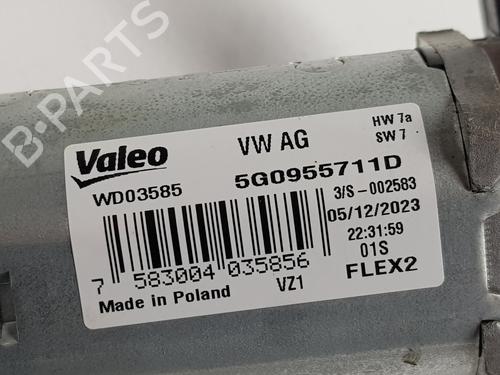 B-PARTS
Valeo
VW AG
HW 7a
SW 7
WD03585
5G0955711D
3/S-002583
05/12/2023
22:31:59
01S
7 583004 035856
VZ1
FLEX2
Made in Poland